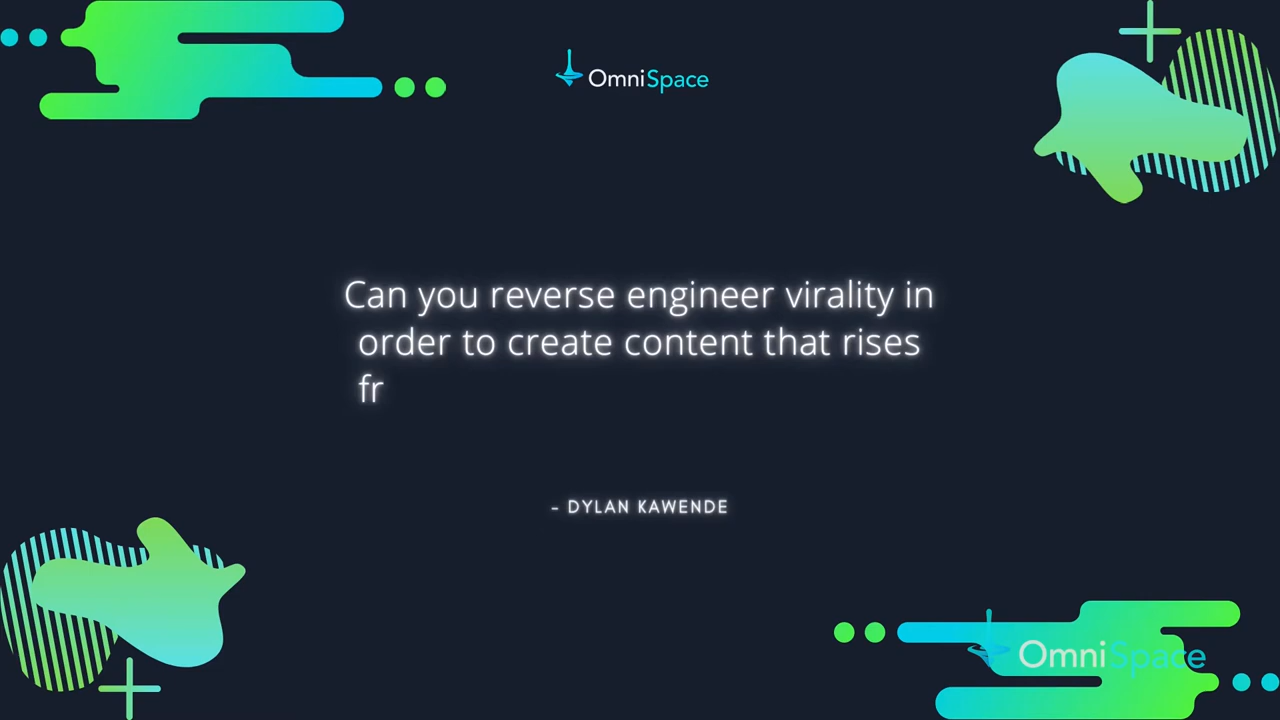 OmniSpace
Can you reverse engineer virality in
order to create content that rises
fr
– DYLAN KAWENDE
OmniSpace